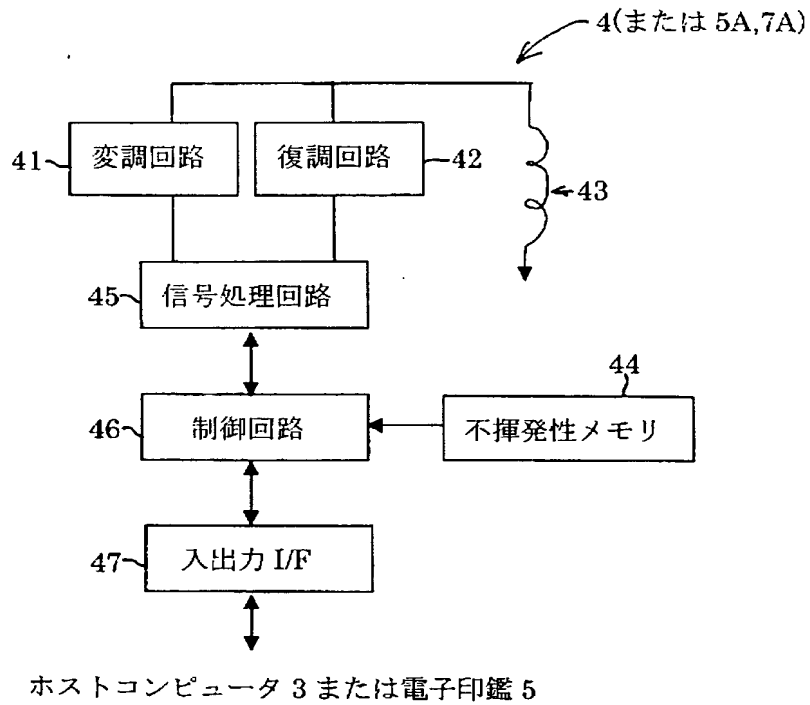 4(または 5A,7A)
41
変調回路
復調回路
42
43
45
信号処理回路
44
46
制御回路
不揮発性メモリ
47
入出力 I/F
ホストコンピュータ 3 または電子印鑑 5